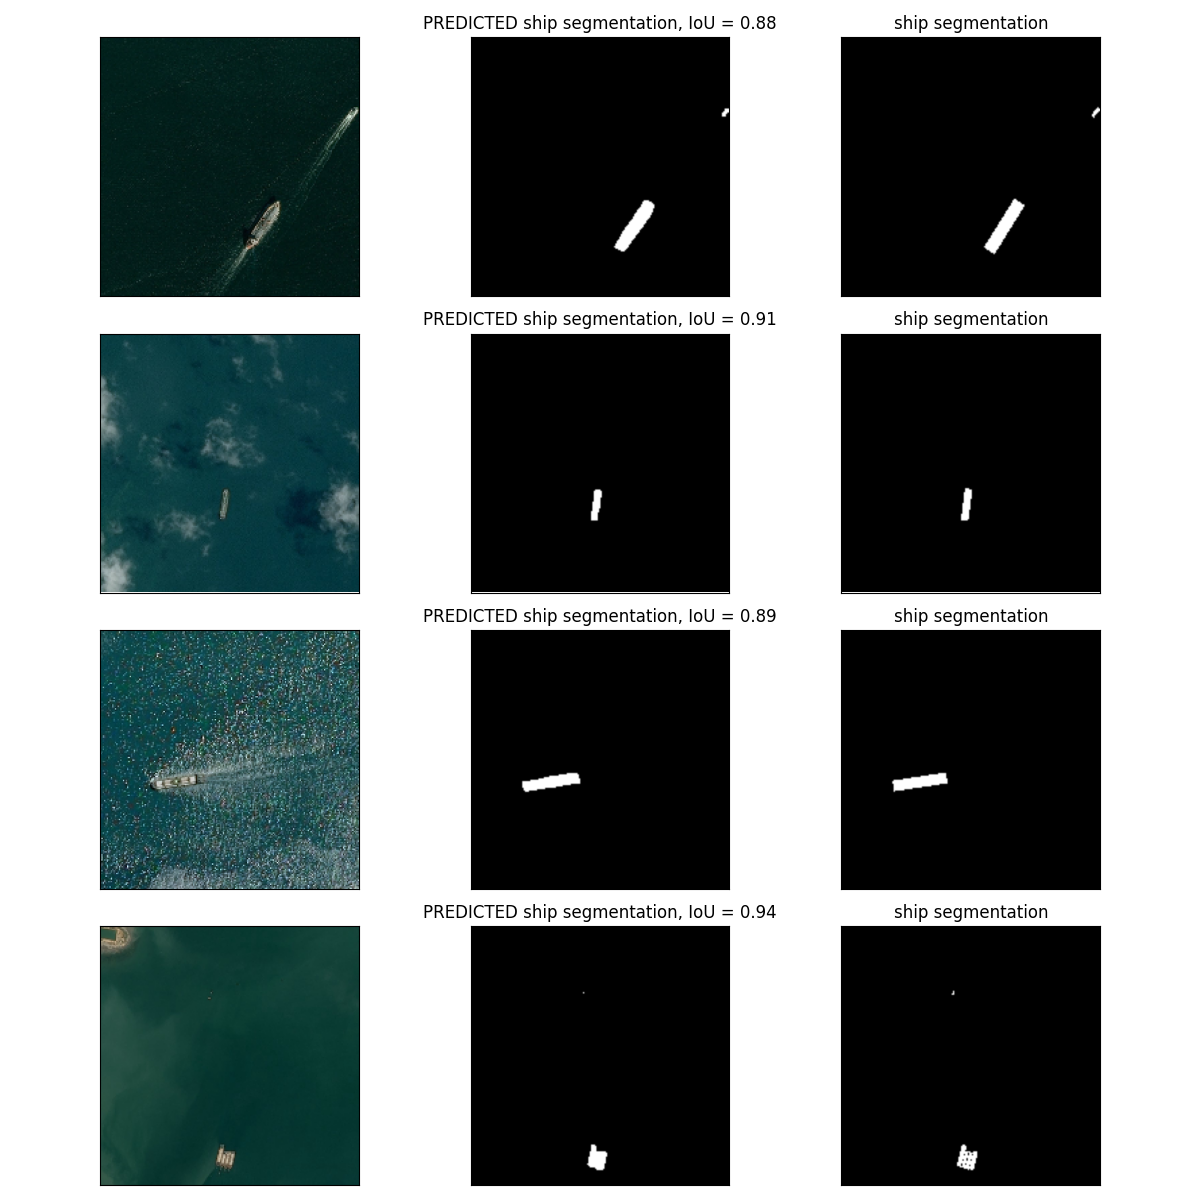 PREDICTED ship segmentation, IoU = 0.88
ship segmentation
PREDICTED ship segmentation, IoU = 0.91
ship segmentation
PREDICTED ship segmentation, IoU = 0.89
ship segmentation
PREDICTED ship segmentation, IoU = 0.94
ship segmentation